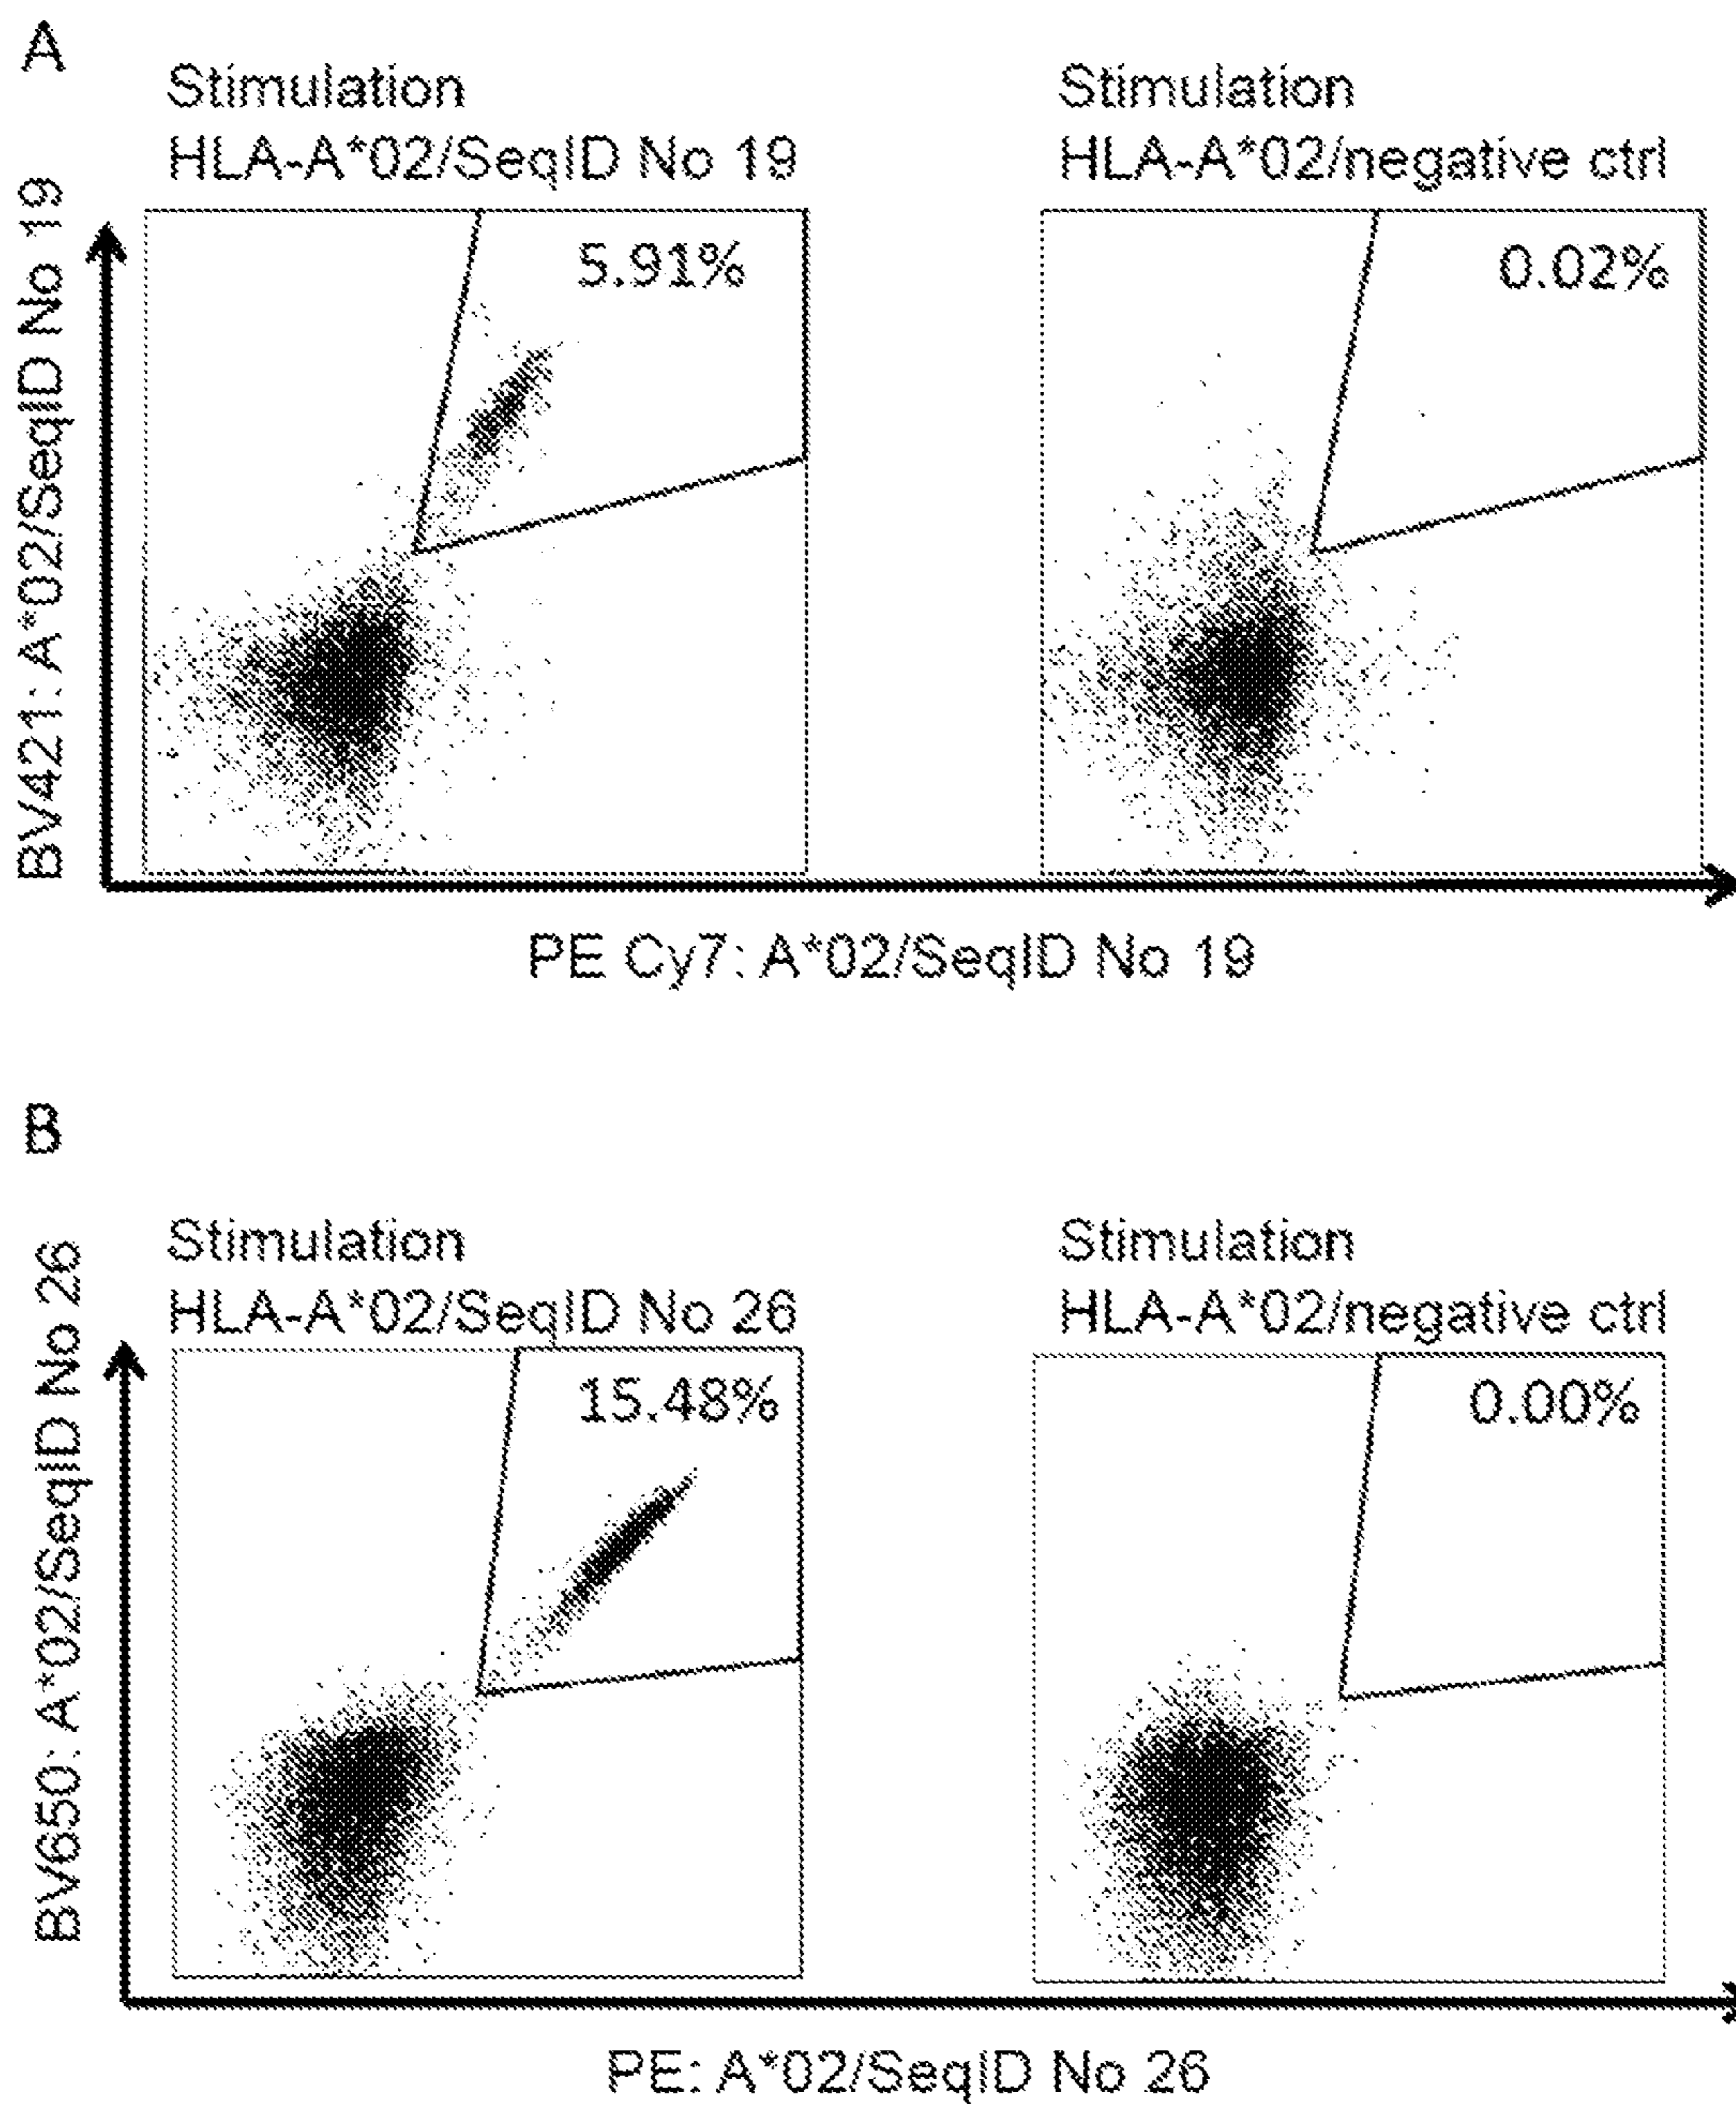 A
Stimulation
HLA-A*02/SeqID No 19
Stimulation
HLA-A*02/negative ctrl
BV421: A*02/SeqID No 19
5.91%
0.02%
PE Cy7: A*02/SeqID No 19
B
Stimulation
HLA-A*02/SeqID No 26
Stimulation
HLA-A*02/negative ctrl
BV650: A*02/SeqID No 26
15.48%
0.00%
PE: A*02/SeqID No 26